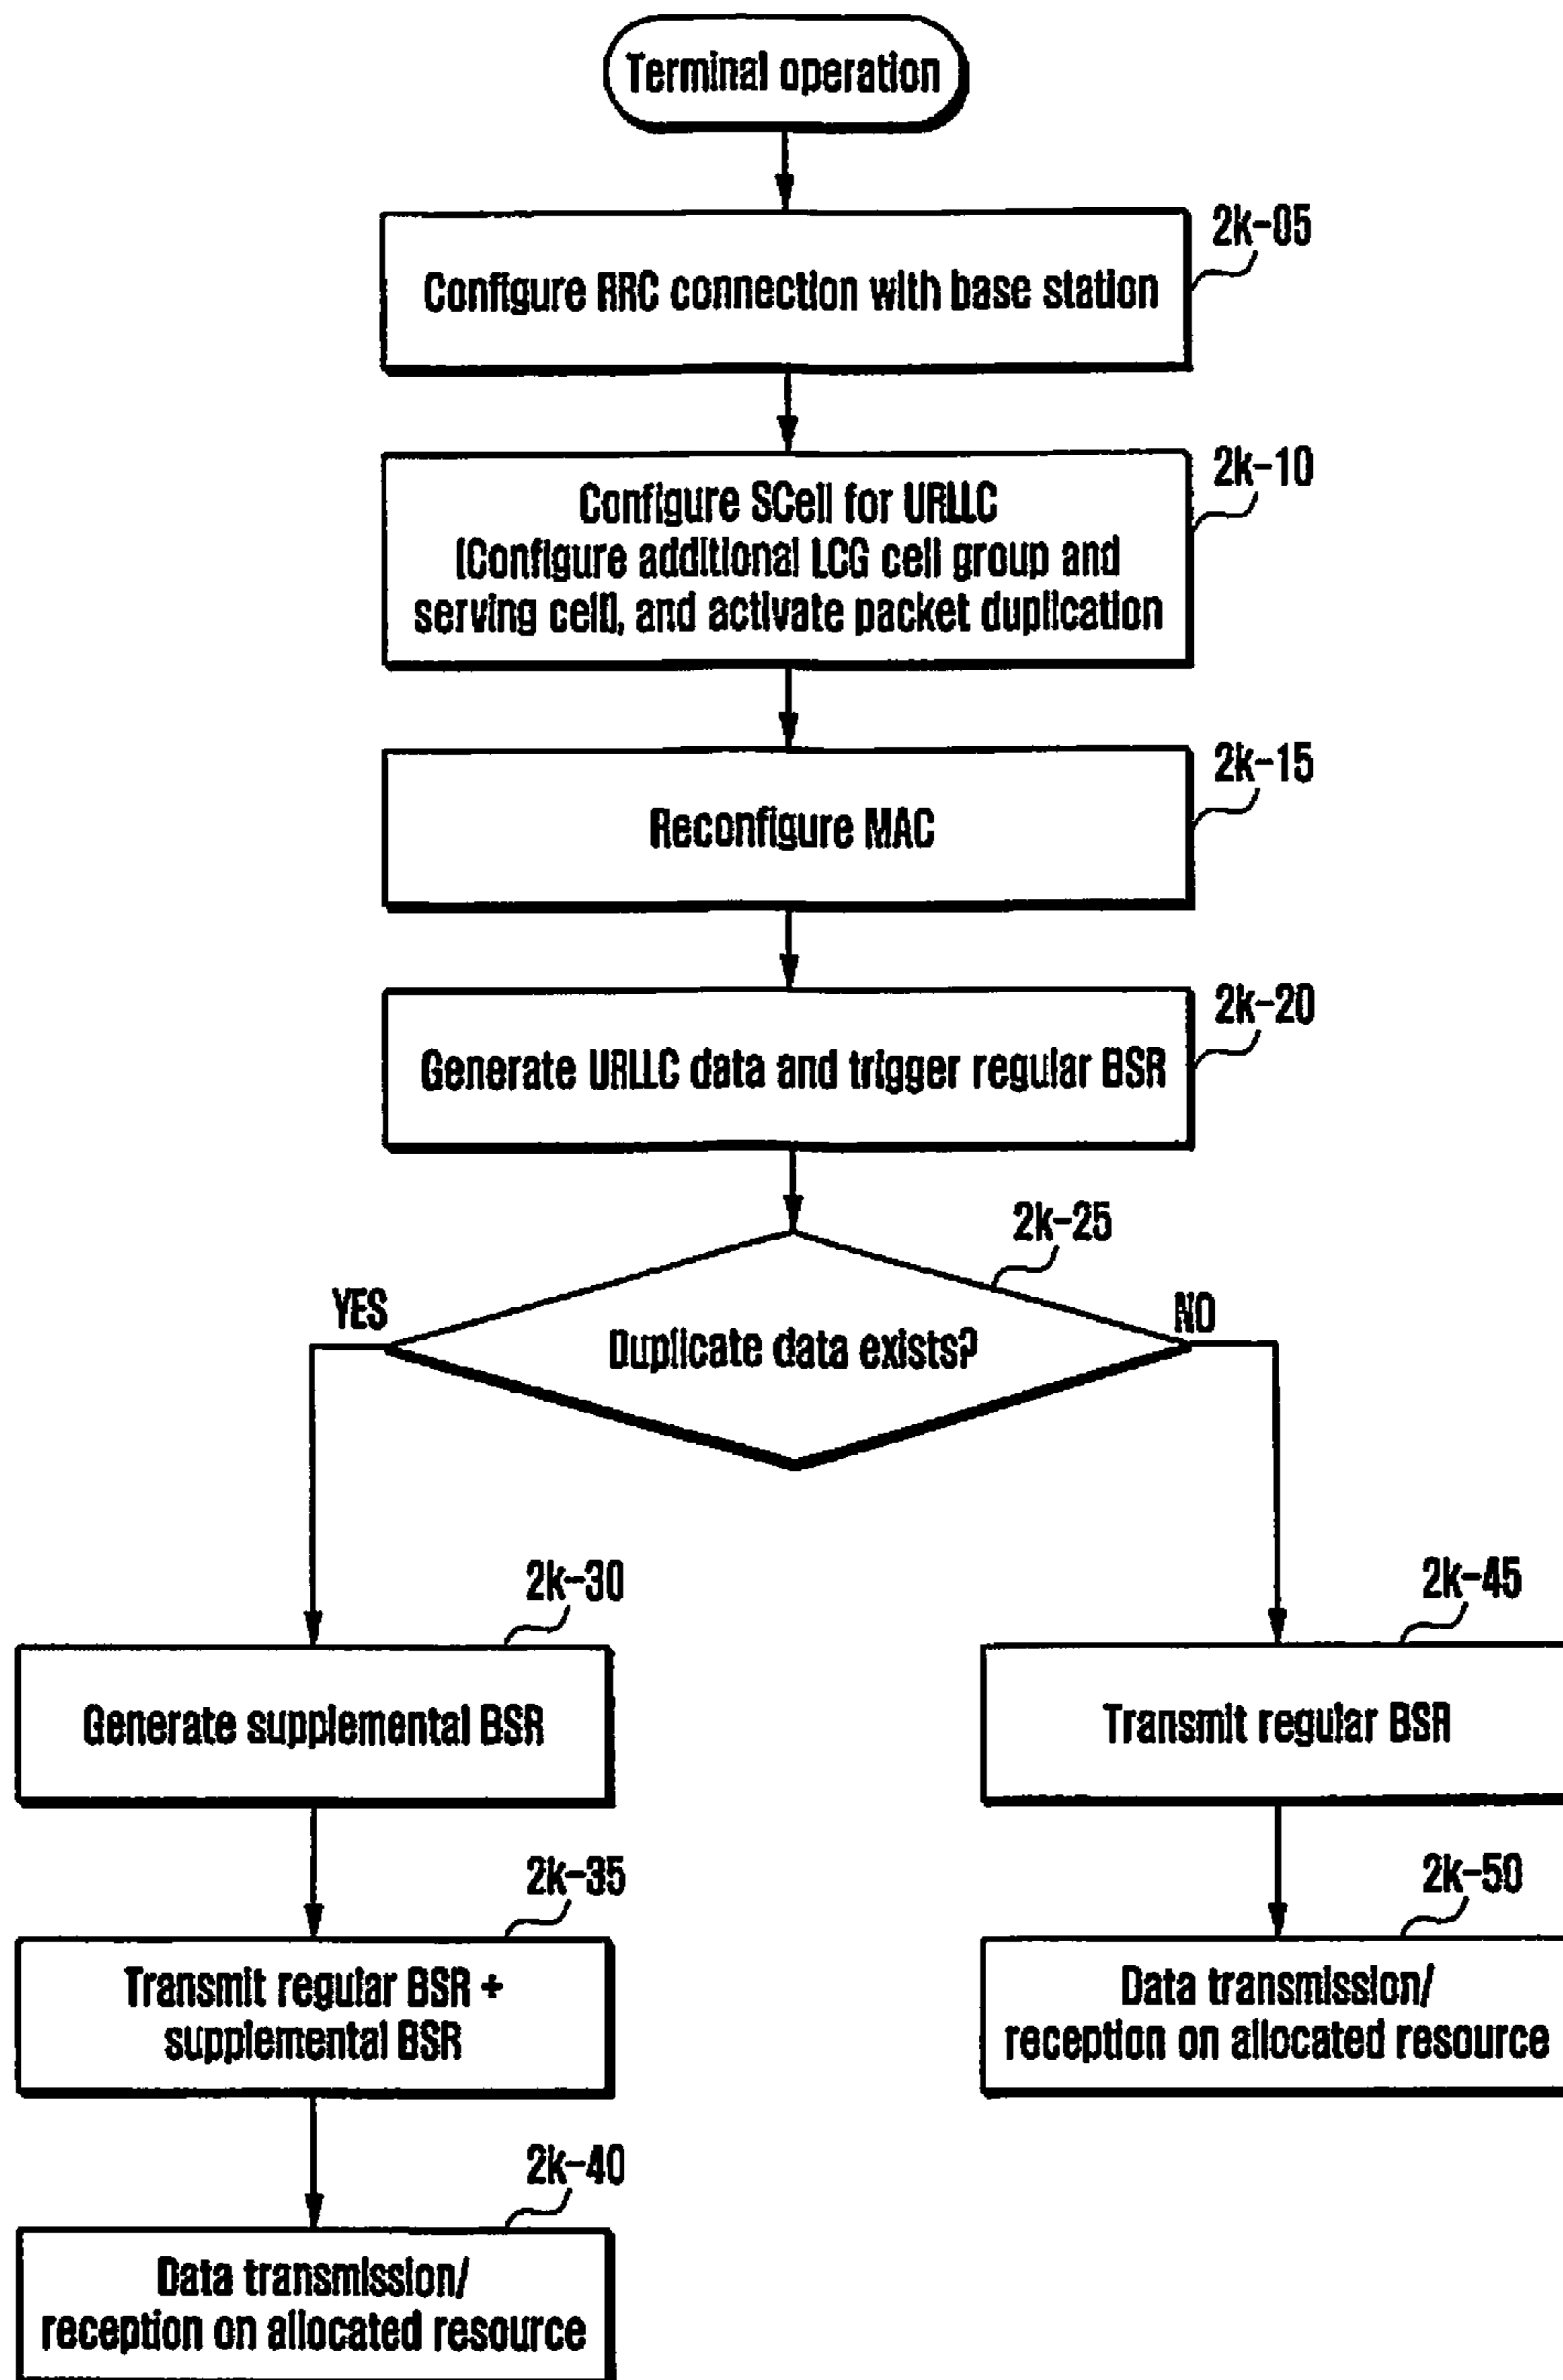 Terminal operation
2k-05
Configure RRC connection with base station
2k-10
Configure SCell for URLLC
(Configure additional LCG cell group and
serving cell), and activate packet duplication
2k-15
Reconfigure MAC
2k-20
Generate URLLC data and trigger regular BSR
2k-25
YES
NO
Duplicate data exists?
2k-30
2k-45
Generate supplemental BSR
Transmit regular BSR
2k-35
2k-50
Transmit regular BSR +
supplemental BSR
Data transmission/
reception on allocated resource
2k-40
Data transmission/
reception on allocated resource